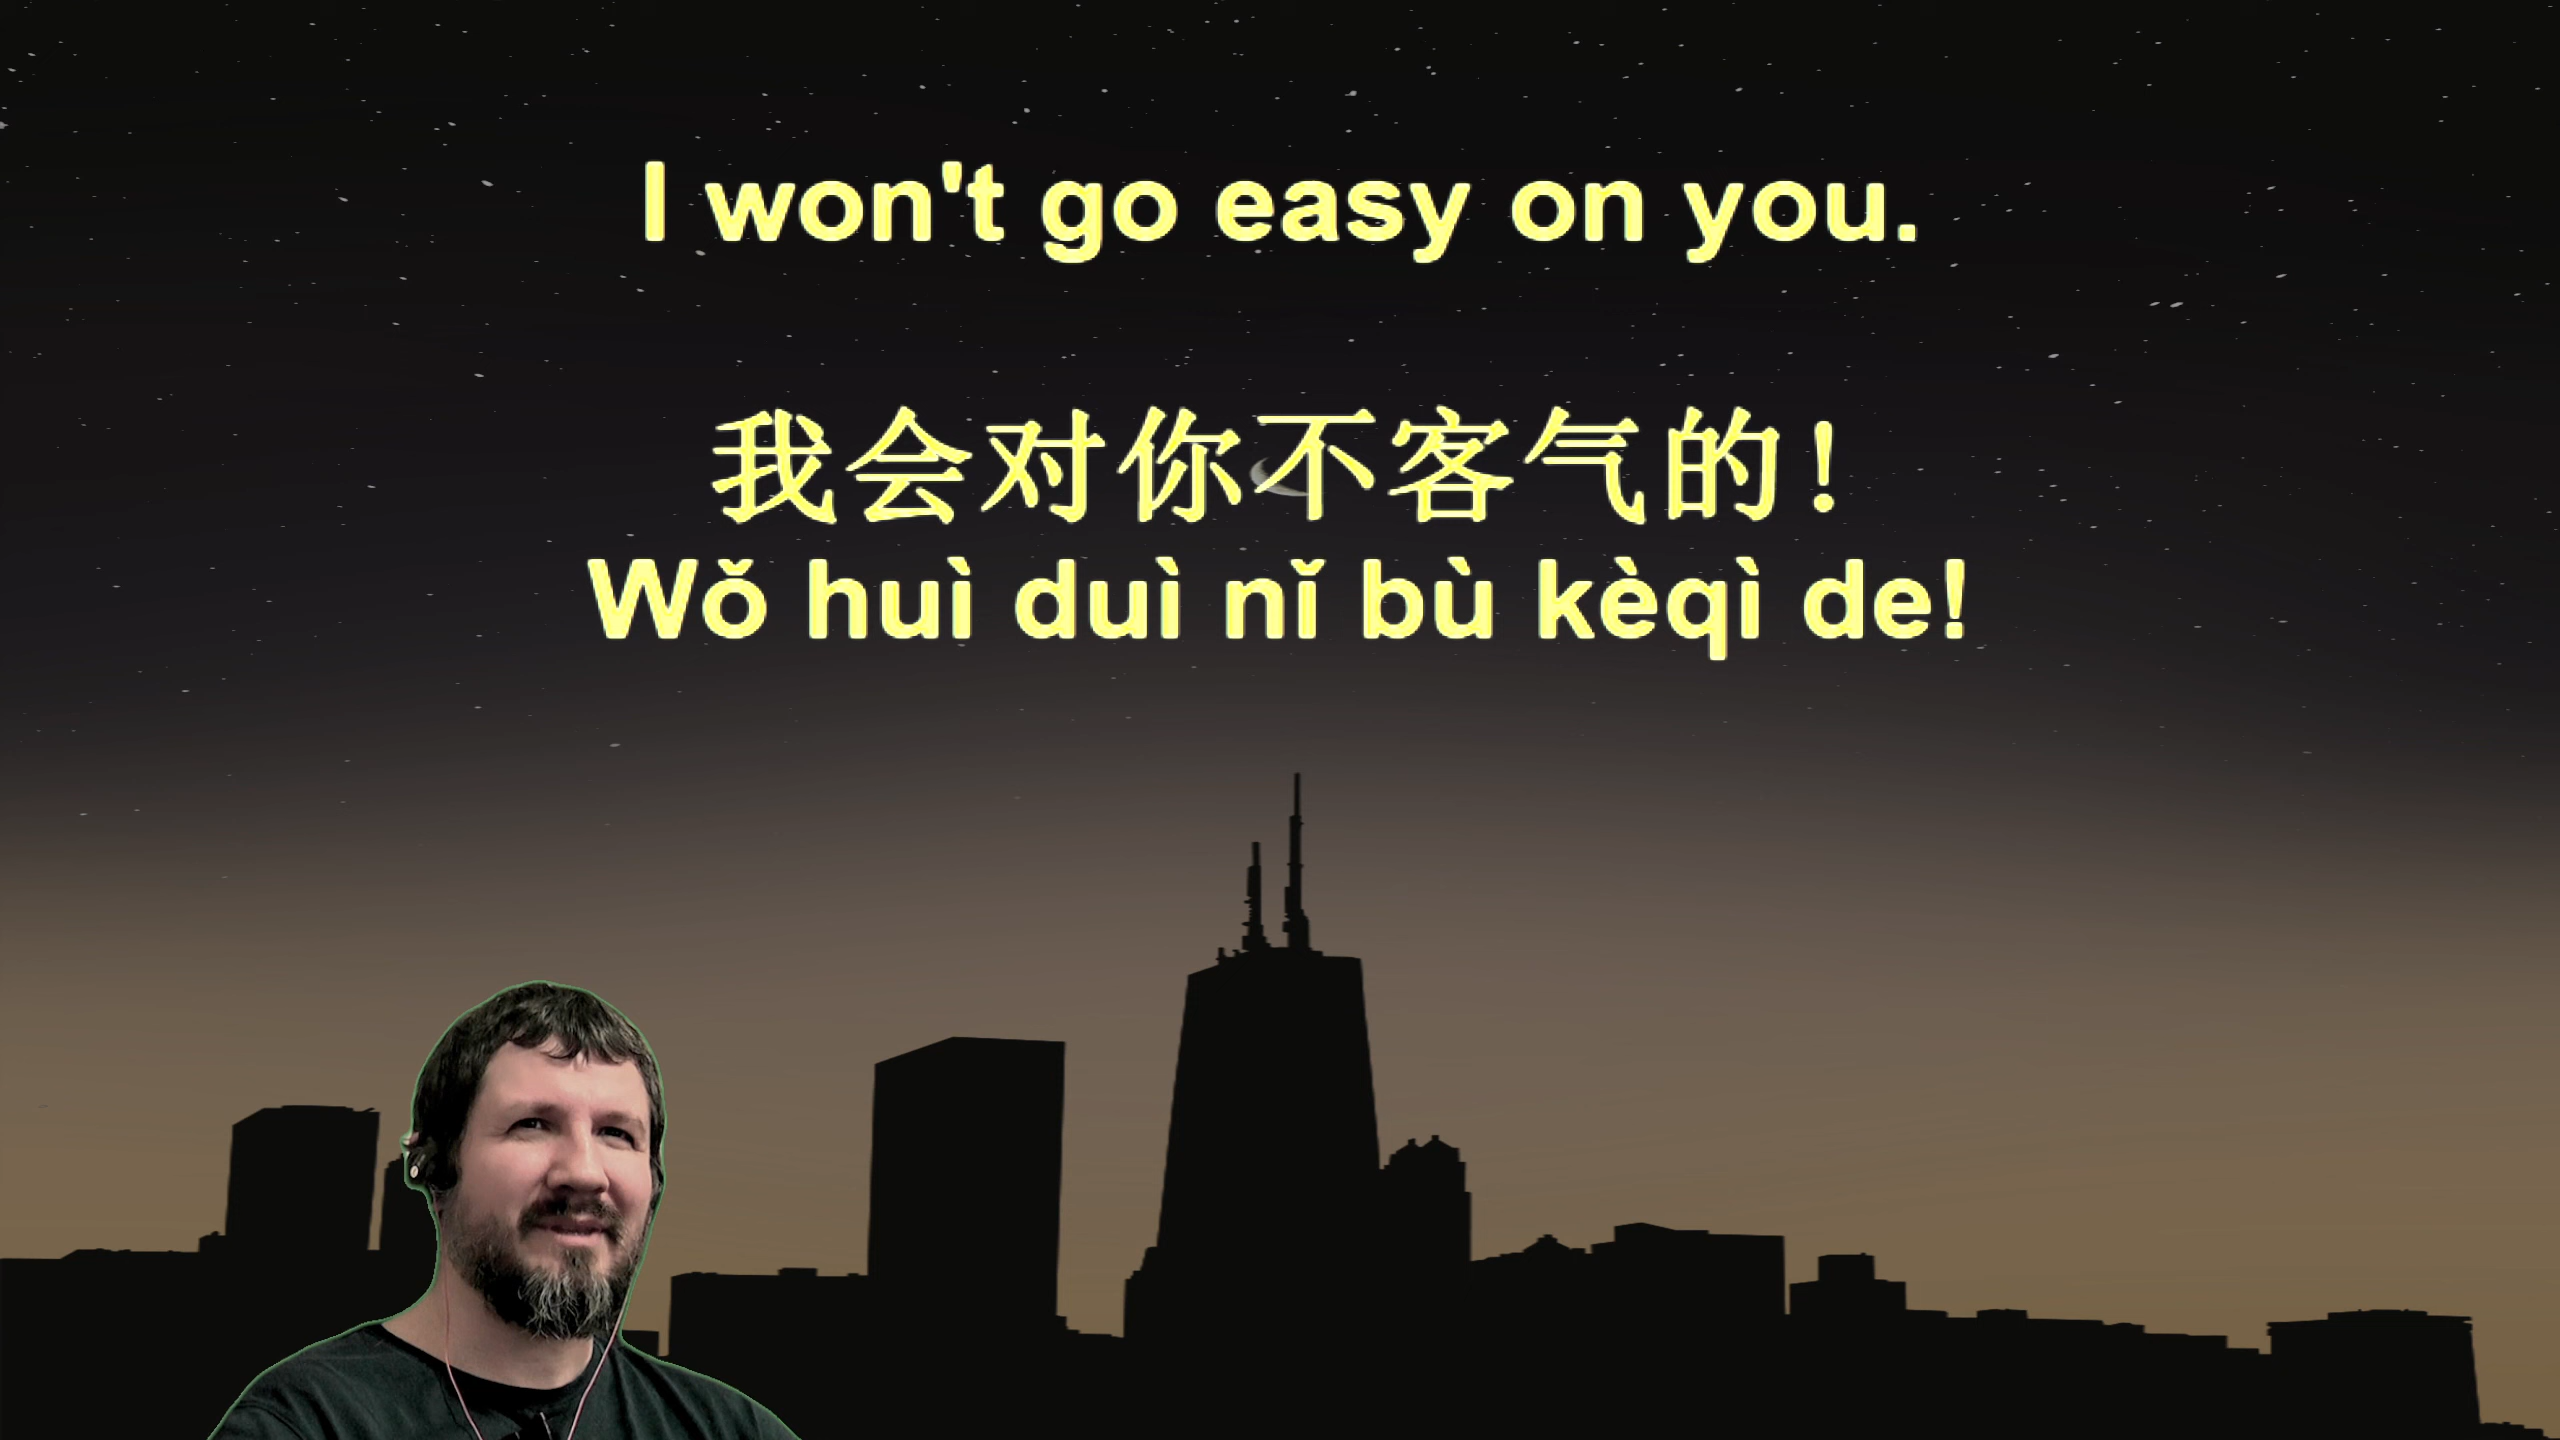 I won't go easy on you.
我会对你不客气的！
Wǒ huì duì nǐ bù kèqì de!